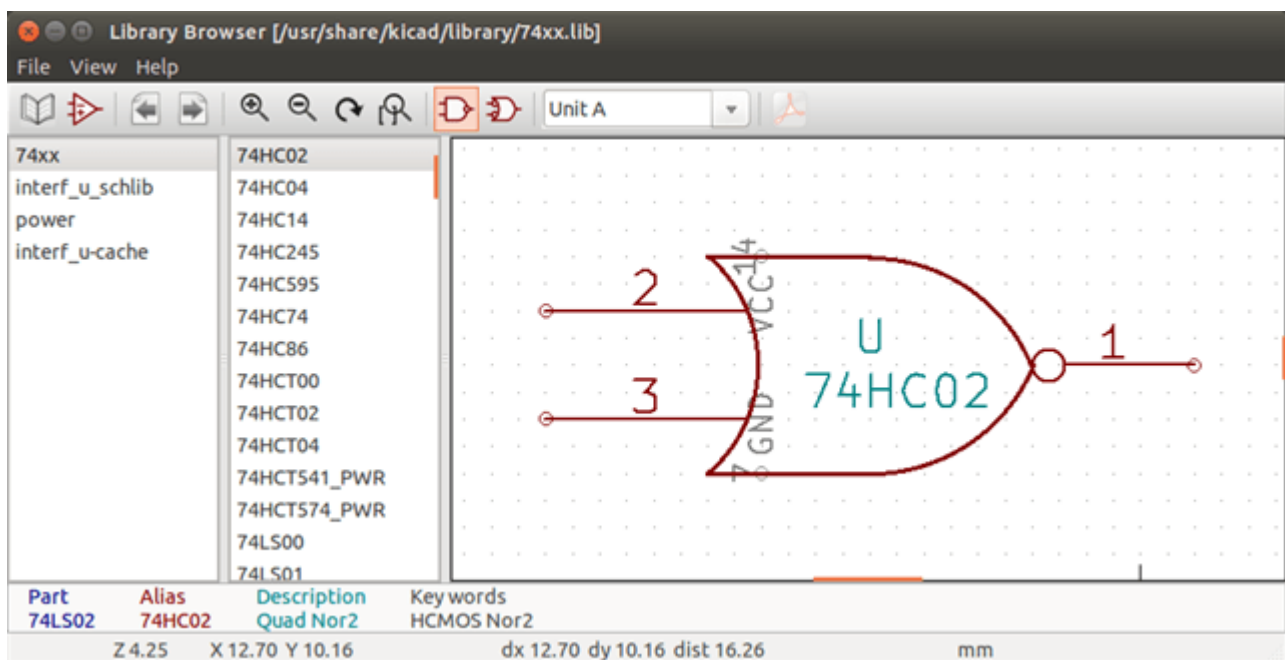 Library Browser [/usr/share/kicad/library/74xx.lib]
File View Help
Unit A
74xx
interf_u_schlib
power
interf_u-cache
74HC02
74HC04
74HC14
74HC245
74HC595
74HC74
74HC86
74HCT00
74HCT02
74HCT04
74HCT541_PWR
74HCT574_PWR
74LS00
74LS01
14
VCC
2
3
GND
7
U
74HC02
1
Part Alias Description Key words
74LS02 74HC02 Quad Nor2 HCMOS Nor2
Z 4.25 X 12.70 Y 10.16 dx 12.70 dy 10.16 dist 16.26 mm